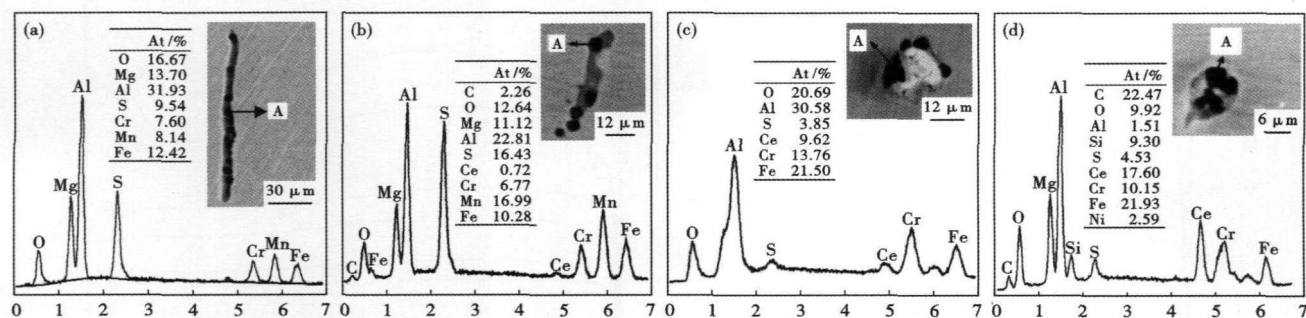 (a)
At/%
O 16.67
Mg 13.70
Al 31.93
S 9.54
Cr 7.60
Mn 8.14
Fe 12.42
A
30 μm
O
Mg
Al
S
Cr
Mn
Fe
0 1 2 3 4 5 6 7
(b)
At/%
C 2.26
O 12.64
Mg 11.12
Al 22.81
S 16.43
Ce 0.72
Cr 6.77
Mn 16.99
Fe 10.28
A
12 μm
C
O
Fe
Mg
Al
S
Ce
Cr
Mn
Fe
0 1 2 3 4 5 6 7
(c)
At/%
O 20.69
Al 30.58
S 3.85
Ce 9.62
Cr 13.76
Fe 21.50
A
12 μm
O
Al
S
Ce
Cr
Fe
0 1 2 3 4 5 6 7
(d)
At/%
C 22.47
O 9.92
Al 1.51
Si 9.30
S 4.53
Ce 17.60
Cr 10.15
Fe 21.93
Ni 2.59
A
6 μm
C
O
Mg
Al
Si
S
Ce
Cr
Fe
0 1 2 3 4 5 6 7